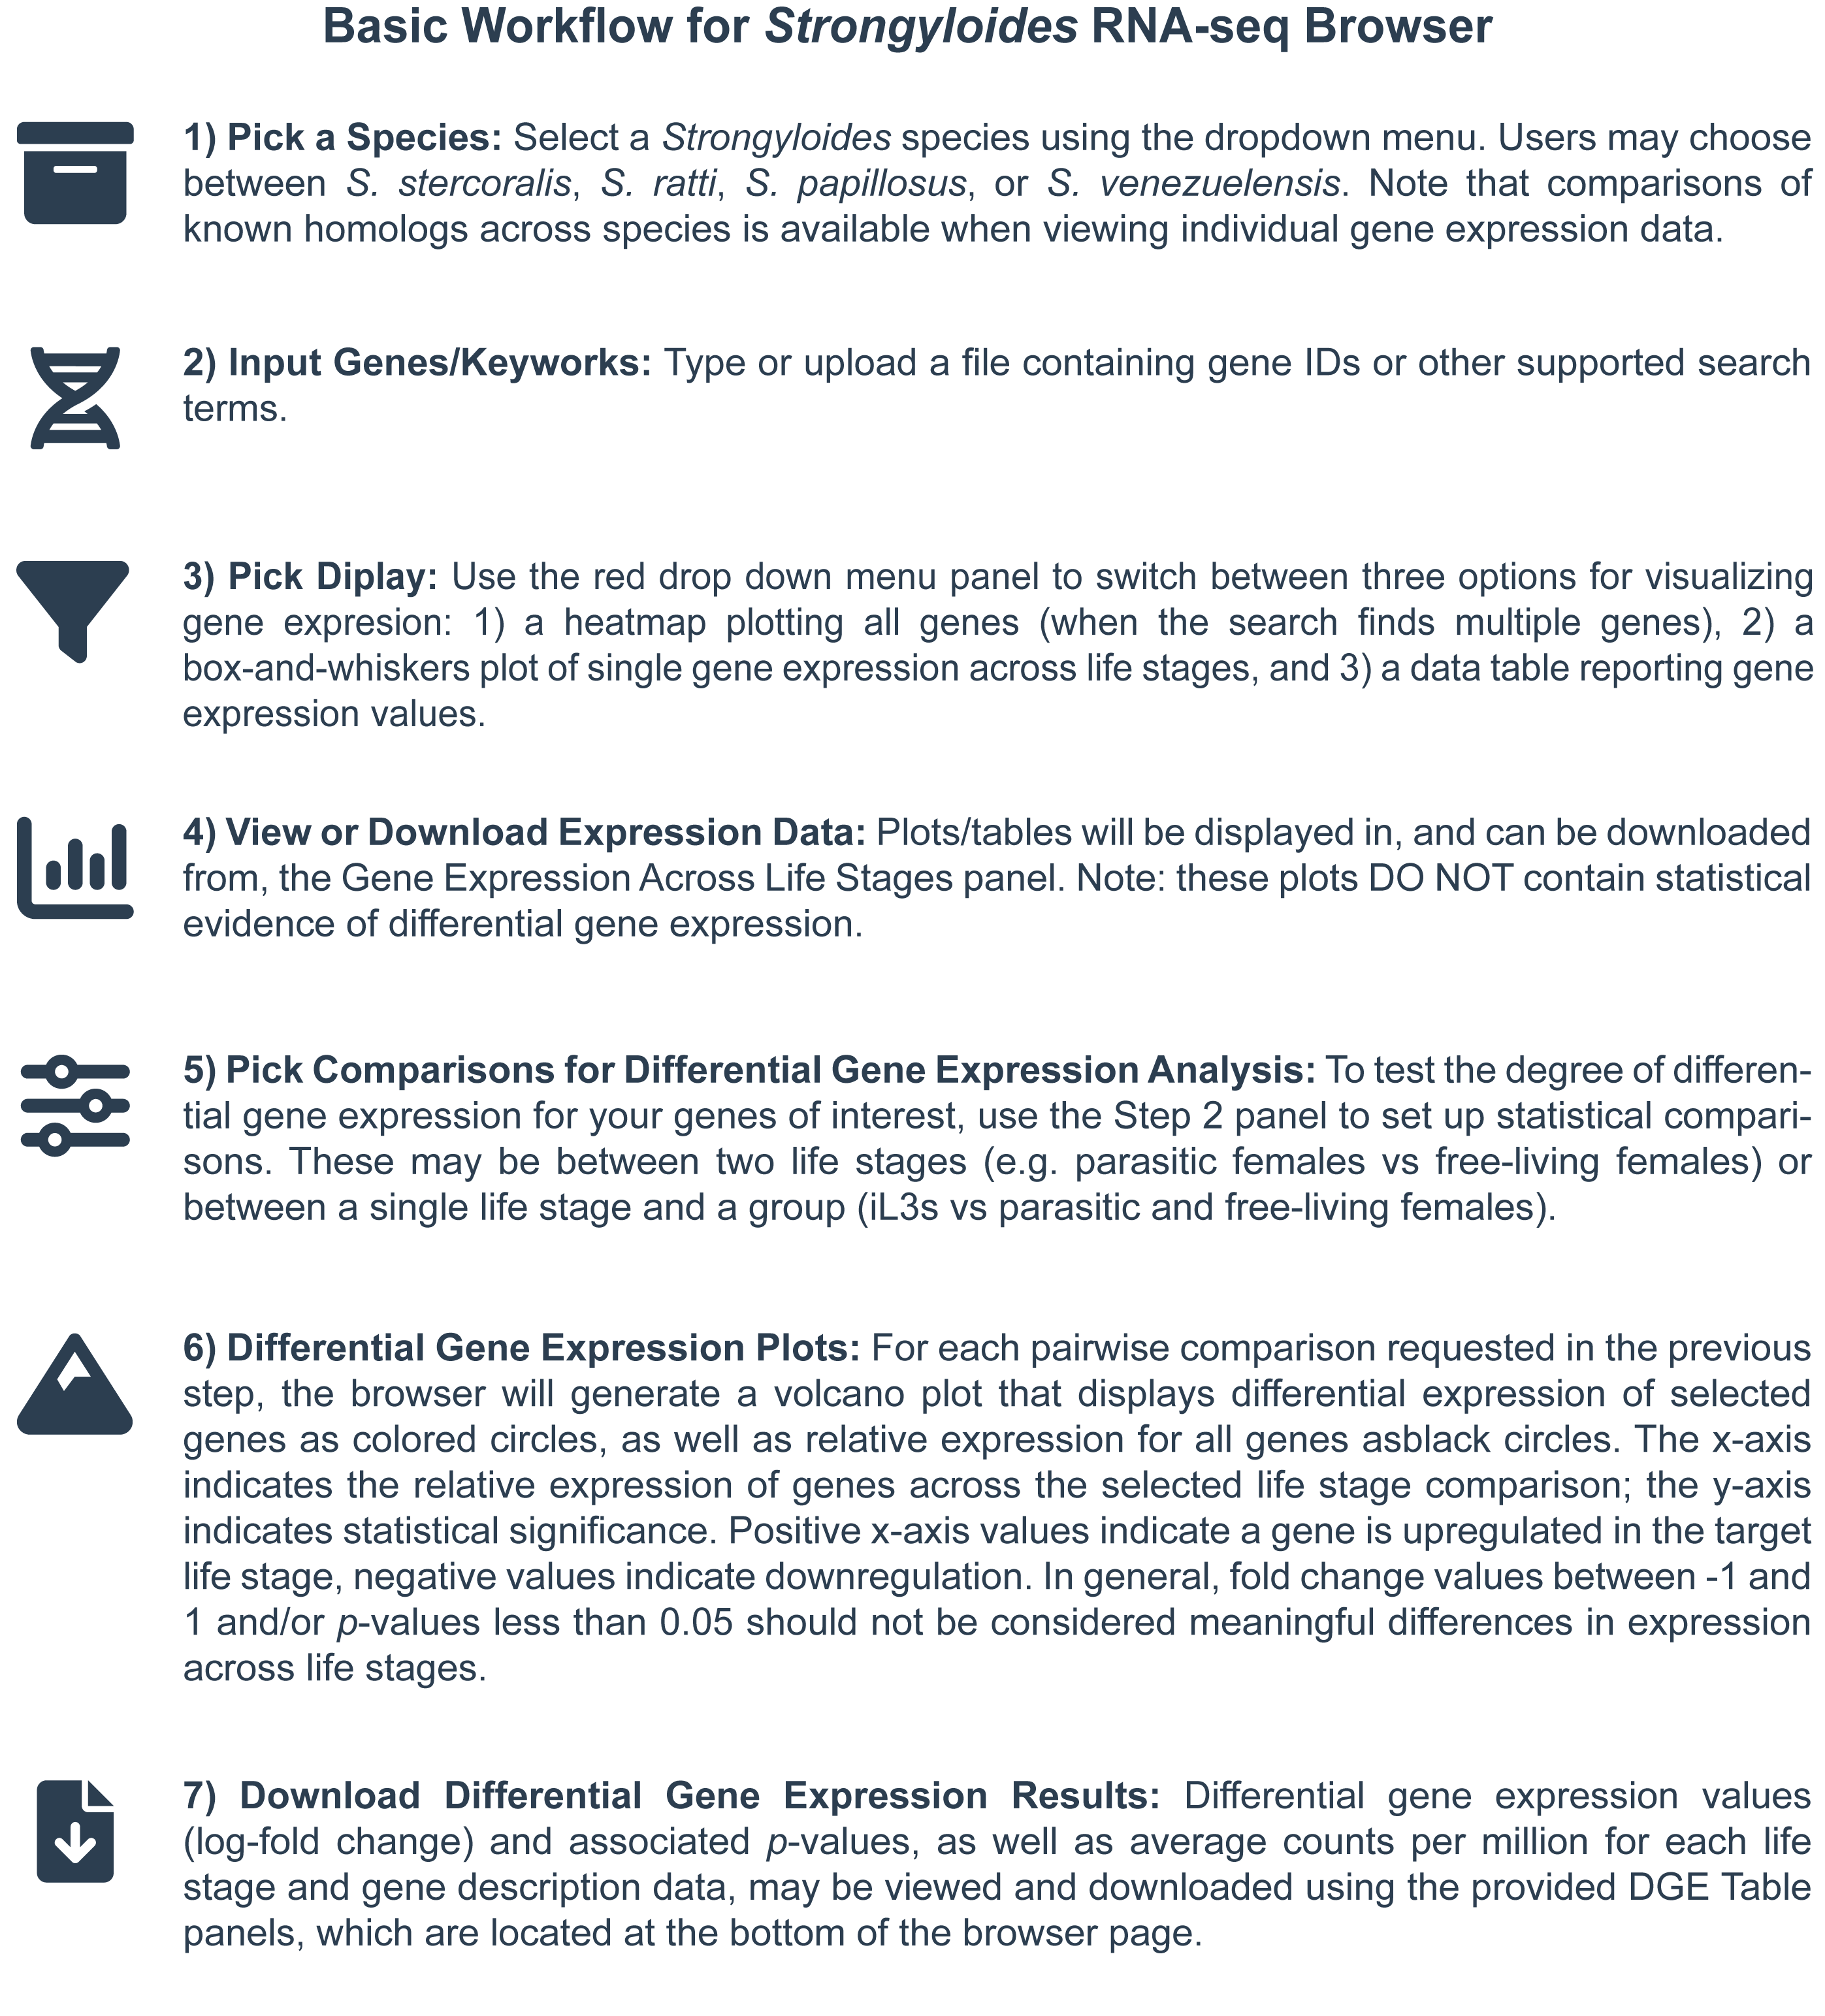 Basic Workflow for Strongyloides RNA-seq Browser
1) Pick a Species: Select a Strongyloides species using the dropdown menu. Users may choose
between S. stercoralis, S. ratti, S. papillosus, or S. venezuelensis. Note that comparisons of
known homologs across species is available when viewing individual gene expression data.
2) Input Genes/Keyworks: Type or upload a file containing gene IDs or other supported search
terms.
3) Pick Diplay: Use the red drop down menu panel to switch between three options for visualizing
gene expresion: 1) a heatmap plotting all genes (when the search finds multiple genes), 2) a
box-and-whiskers plot of single gene expression across life stages, and 3) a data table reporting gene
expression values.
4) View or Download Expression Data: Plots/tables will be displayed in, and can be downloaded
from, the Gene Expression Across Life Stages panel. Note: these plots DO NOT contain statistical
evidence of differential gene expression.
5) Pick Comparisons for Differential Gene Expression Analysis: To test the degree of differen-
tial gene expression for your genes of interest, use the Step 2 panel to set up statistical compari-
sons. These may be between two life stages (e.g. parasitic females vs free-living females) or
between a single life stage and a group (iL3s vs parasitic and free-living females).
6) Differential Gene Expression Plots: For each pairwise comparison requested in the previous
step, the browser will generate a volcano plot that displays differential expression of selected
genes as colored circles, as well as relative expression for all genes asblack circles. The x-axis
indicates the relative expression of genes across the selected life stage comparison; the y-axis
indicates statistical significance. Positive x-axis values indicate a gene is upregulated in the target
life stage, negative values indicate downregulation. In general, fold change values between -1 and
1 and/or p-values less than 0.05 should not be considered meaningful differences in expression
across life stages.
7) Download Differential Gene Expression Results: Differential gene expression values
(log-fold change) and associated p-values, as well as average counts per million for each life
stage and gene description data, may be viewed and downloaded using the provided DGE Table
panels, which are located at the bottom of the browser page.